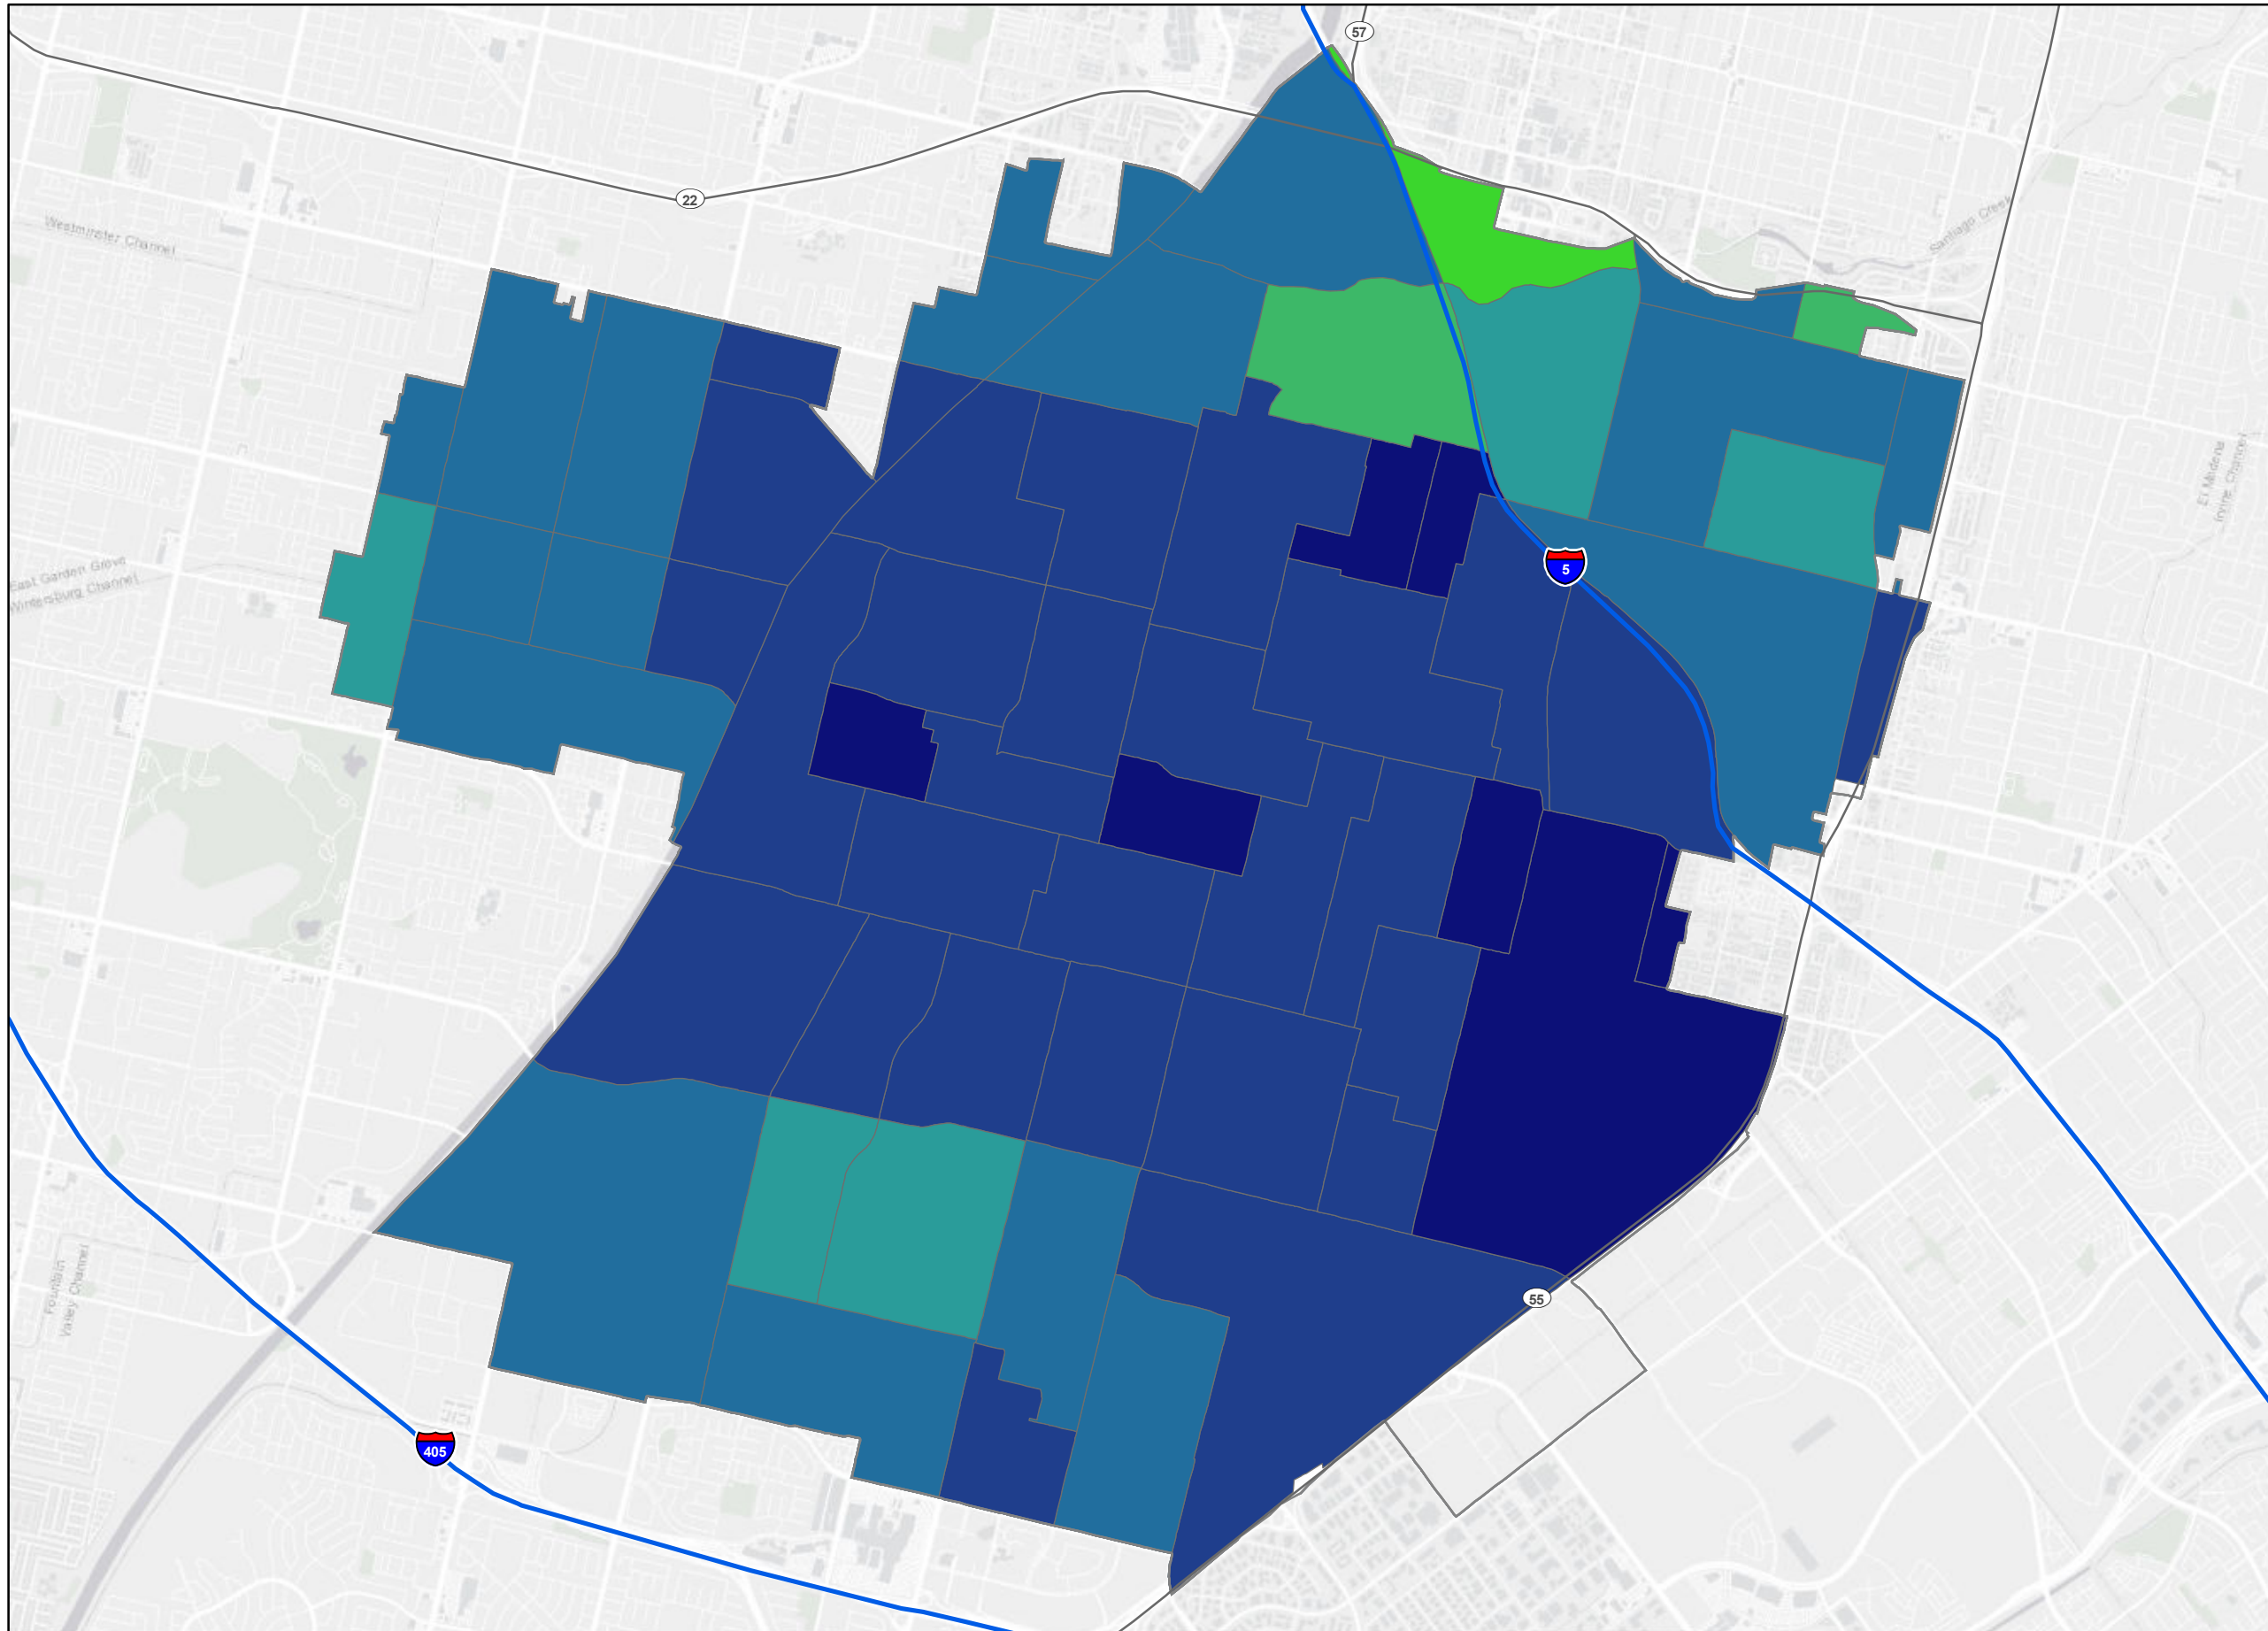 57
22
Westminster Channel
Santiago Creek
El Modena
Irvine Channel
5
East Garden Grove
Wintersburg Channel
55
Fountain
Valley Channel
405